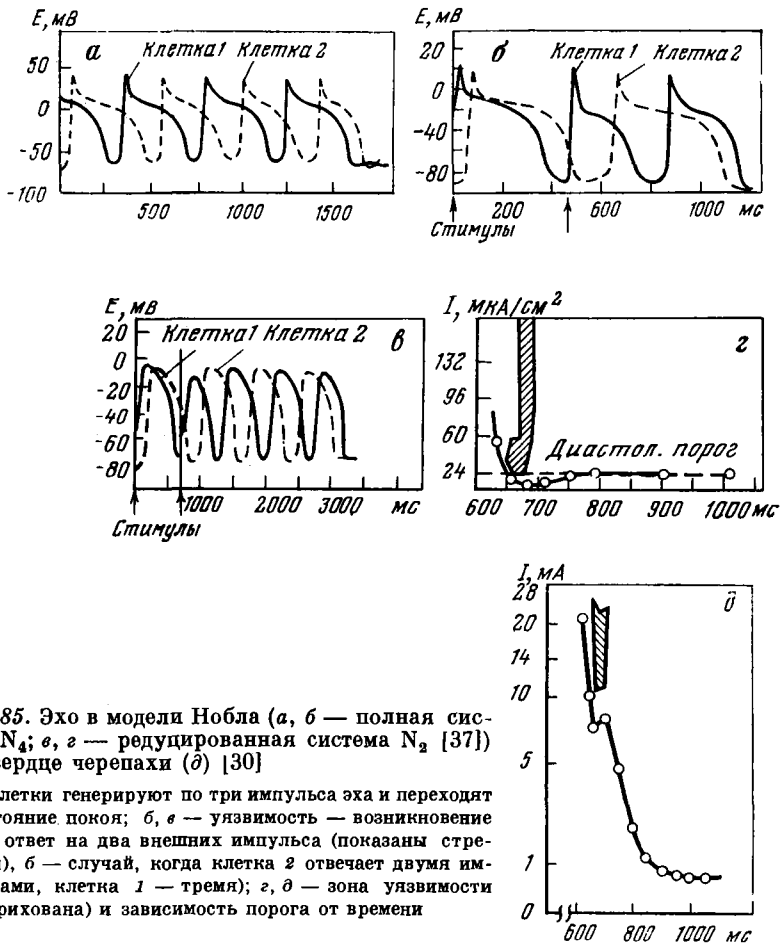 E, мВ
50
0
-50
-100
а
Клетка 1 Клетка 2
500 1000 1500
E, мВ
20
0
-40
-80
б
Клетка 1 Клетка 2
200 600 1000 мс
Стимулы
E, мВ
20
0
-20
-40
-60
-80
Клетка 1 Клетка 2
в
1000 2000 3000 мс
Стимулы
I, мкА/см²
132
96
60
24
г
Диастол. порог
600 700 800 900 1000 мс
I, мА
28
20
14
10
5
1
0
д
600 800 1000 мс
85. Эхо в модели Нобла (а, б — полная сис-
N₄; в, г — редуцированная система N₂ [37])
ердце черепахи (д) [30]
летки генерируют по три импульса эха и переходят
тояние покоя; б, в — уязвимость — возникновение
ответ на два внешних импульса (показаны стре-
), б — случай, когда клетка 2 отвечает двумя им-
ами, клетка 1 — тремя); г, д — зона уязвимости
рихована) и зависимость порога от времени